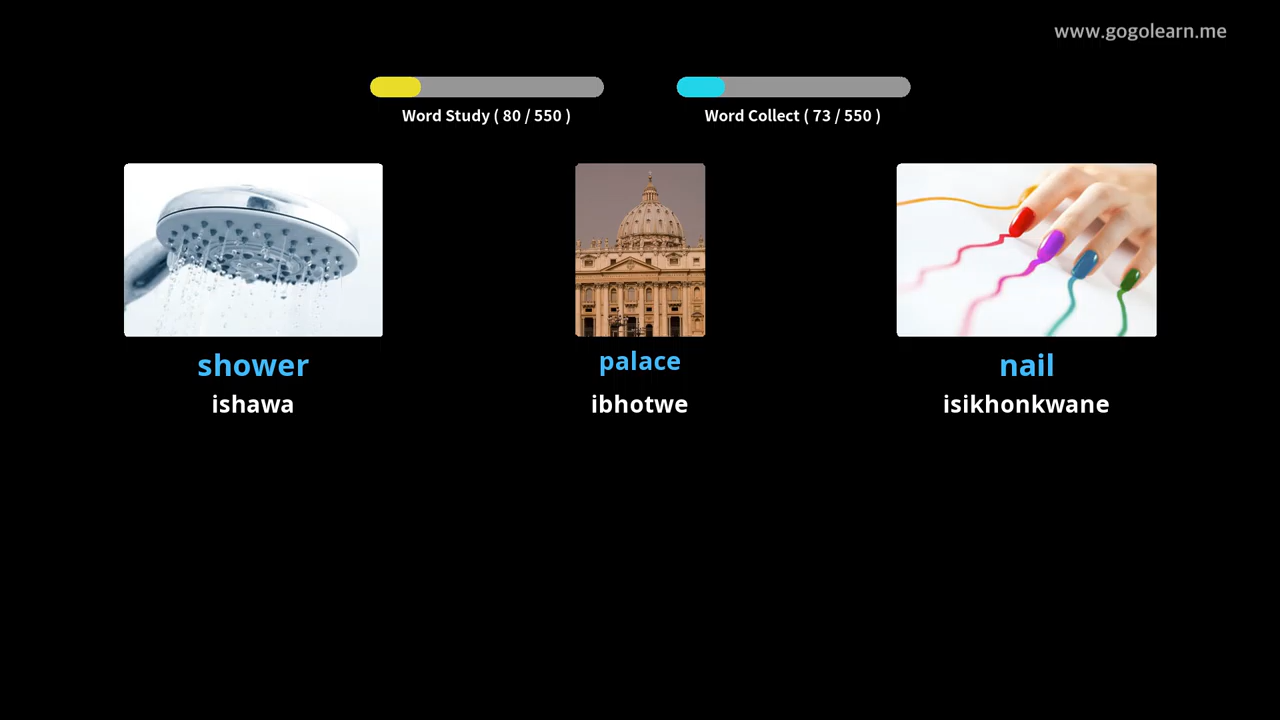 www.gogolearn.me
Word Study ( 80 / 550 )
Word Collect ( 73 / 550 )
shower
ishawa
palace
ibhotwe
nail
isikhonkwane